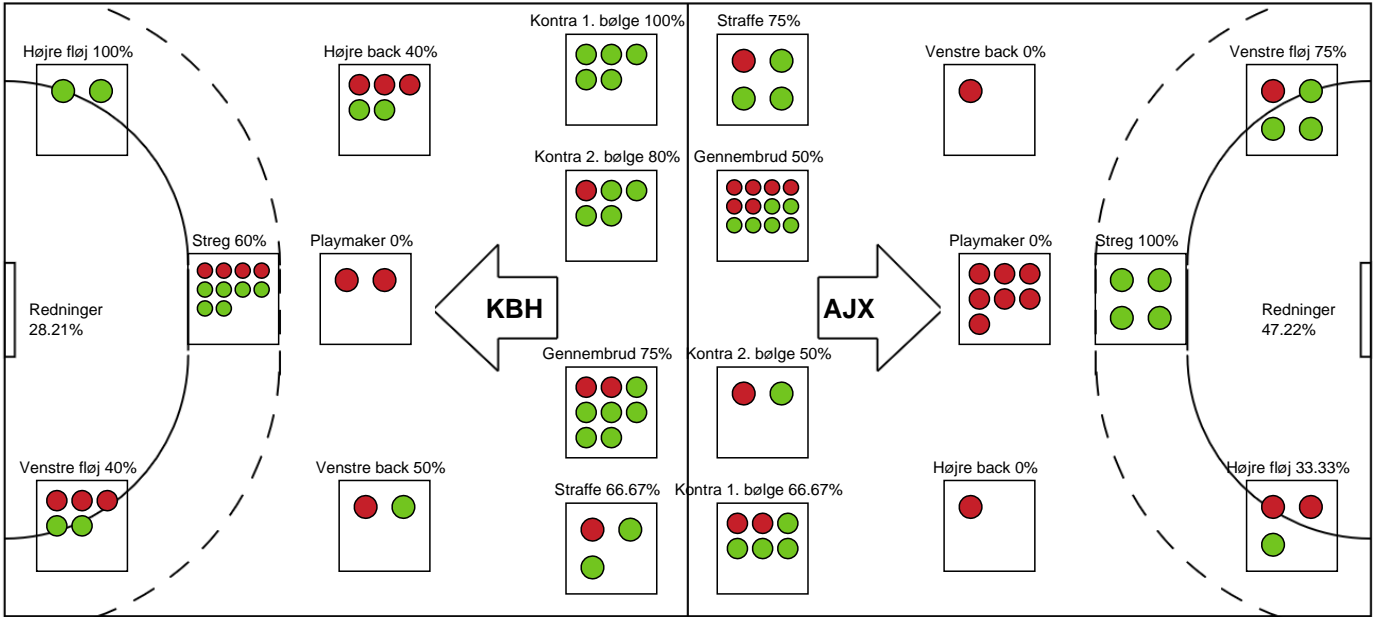 Kontra 1. bølge 100%
Straffe 75%
Højre fløj 100%
Højre back 40%
Venstre back 0%
Venstre fløj 75%
Kontra 2. bølge 80%
Gennembrud 50%
Streg 60%
Playmaker 0%
Playmaker 0%
Streg 100%
Redninger
28.21%
KBH
AJX
Redninger
47.22%
Gennembrud 75%
Kontra 2. bølge 50%
Venstre fløj 40%
Venstre back 50%
Højre back 0%
Højre fløj 33.33%
Straffe 66.67%
Kontra 1. bølge 66.67%